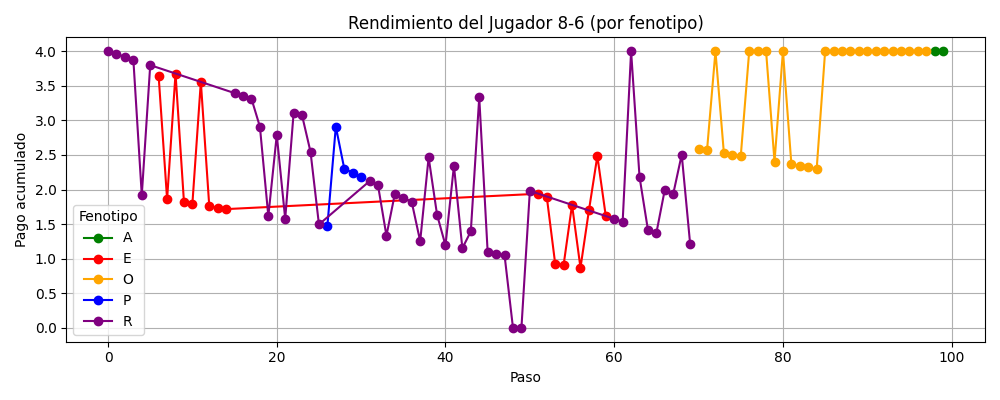 Rendimiento del Jugador 8-6 (por fenotipo)
Pago acumulado
4.0
3.5
3.0
2.5
2.0
1.5
1.0
0.5
0.0
Fenotipo
A
E
O
P
R
0 20 40 60 80 100
Paso